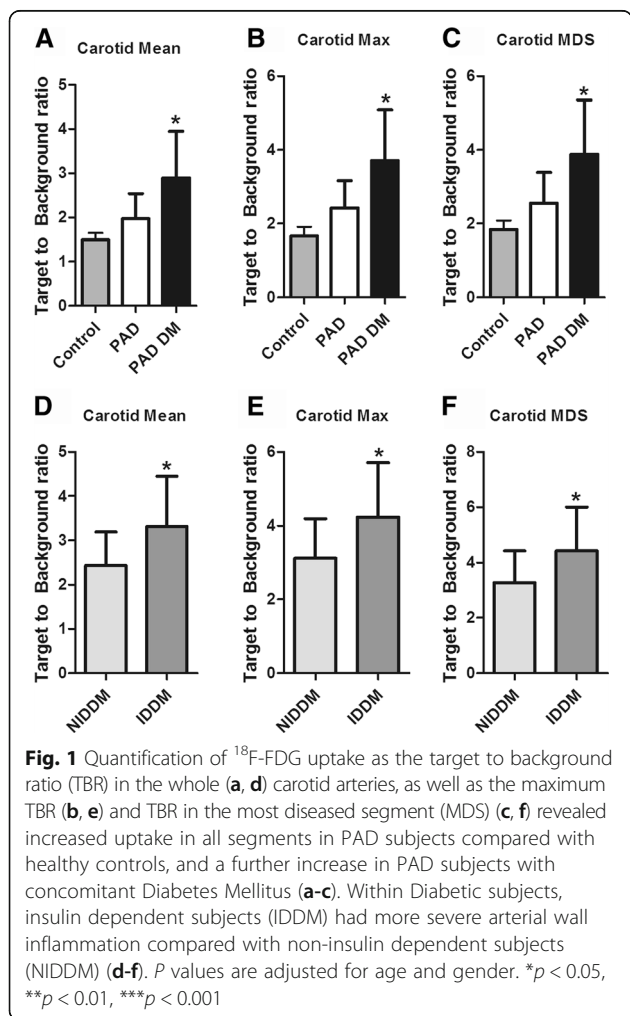 A Carotid Mean
B Carotid Max
C Carotid MDS
Target to Background ratio
5
4
3
2
1
0
*
Control
PAD
PAD DM
Target to Background ratio
6
4
2
0
*
Control
PAD
PAD DM
Target to Background ratio
6
4
2
0
*
Control
PAD
PAD DM
D Carotid Mean
E Carotid Max
F Carotid MDS
Target to Background ratio
5
4
3
2
1
0
*
NIDDM
IDDM
Target to Background ratio
6
4
2
0
*
NIDDM
IDDM
Target to Background ratio
8
6
4
2
0
*
NIDDM
IDDM
Fig. 1 Quantification of ¹⁸F-FDG uptake as the target to background
ratio (TBR) in the whole (a, d) carotid arteries, as well as the maximum
TBR (b, e) and TBR in the most diseased segment (MDS) (c, f) revealed
increased uptake in all segments in PAD subjects compared with
healthy controls, and a further increase in PAD subjects with
concomitant Diabetes Mellitus (a-c). Within Diabetic subjects,
insulin dependent subjects (IDDM) had more severe arterial wall
inflammation compared with non-insulin dependent subjects
(NIDDM) (d-f). P values are adjusted for age and gender. *p < 0.05,
**p < 0.01, ***p < 0.001